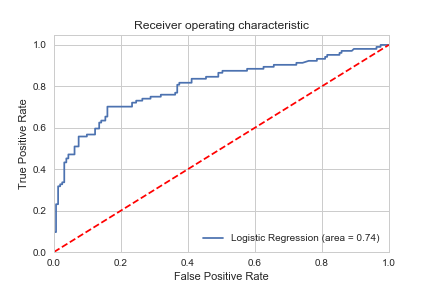 Receiver operating characteristic
1.0
0.8
0.6
0.4
0.2
0.0
True Positive Rate
Logistic Regression (area = 0.74)
0.0 0.2 0.4 0.6 0.8 1.0
False Positive Rate